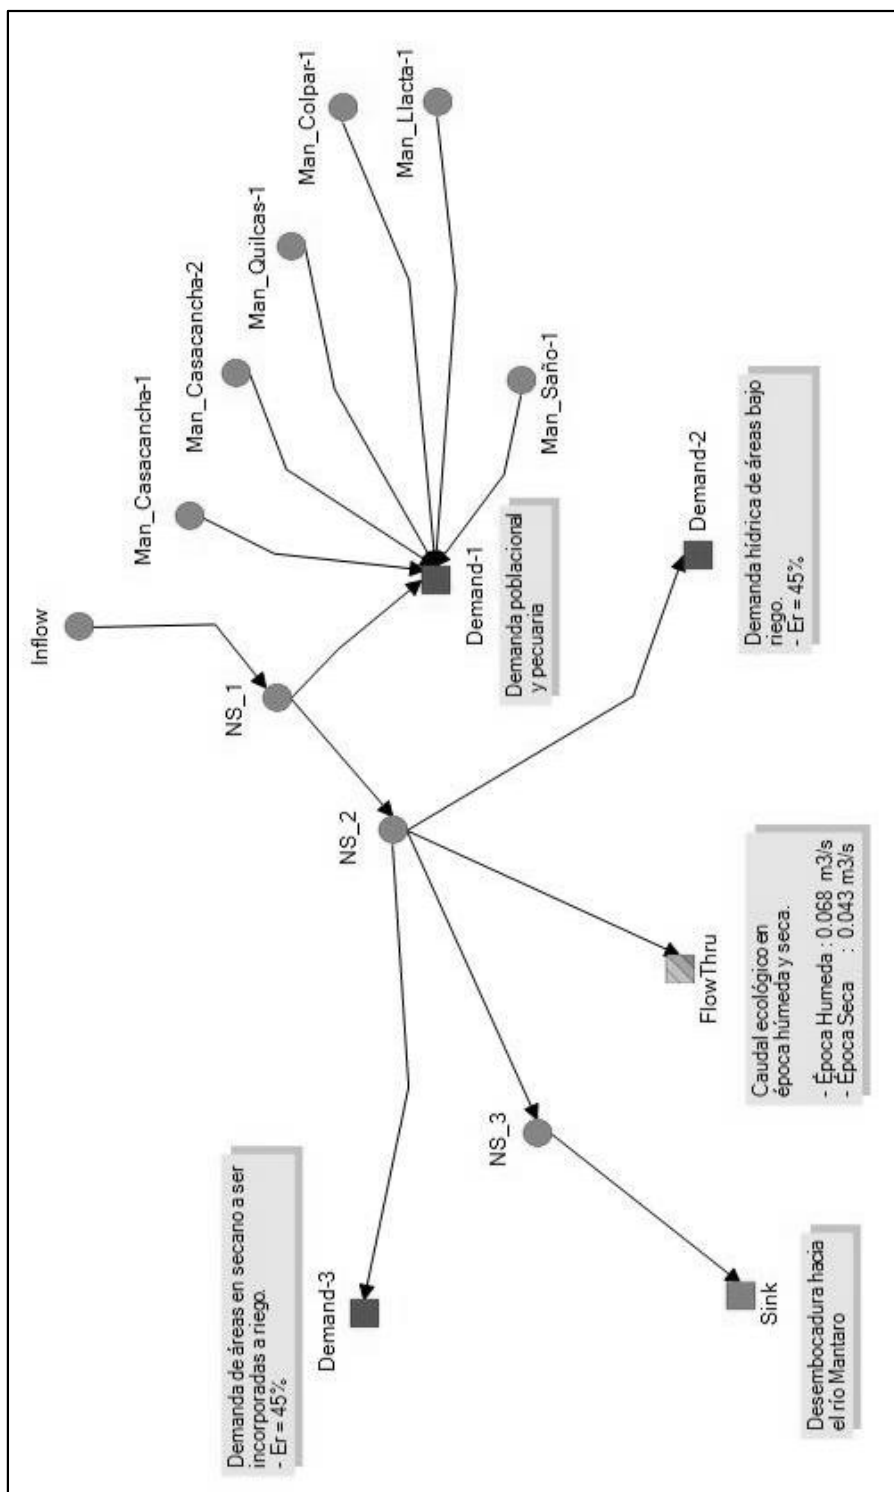 Demanda de áreas en secano a ser
incorporadas a riego.
- Er = 45%
Demand-3
Inflow
NS_1
NS_2
NS_3
Man_Casacancha-1
Man_Casacancha-2
Man_Quilcas-1
Man_Colpar-1
Man_Llacta-1
Man_Saño-1
Demand-1
Demanda poblacional
y pecuaria
Sink
Desembocadura hacia
el río Mantaro
FlowThru
Caudal ecológico en
época húmeda y seca.
- Época Humeda : 0.068 m3/s
- Época Seca : 0.043 m3/s
Demand-2
Demanda hídrica de áreas bajo
riego.
- Er = 45%